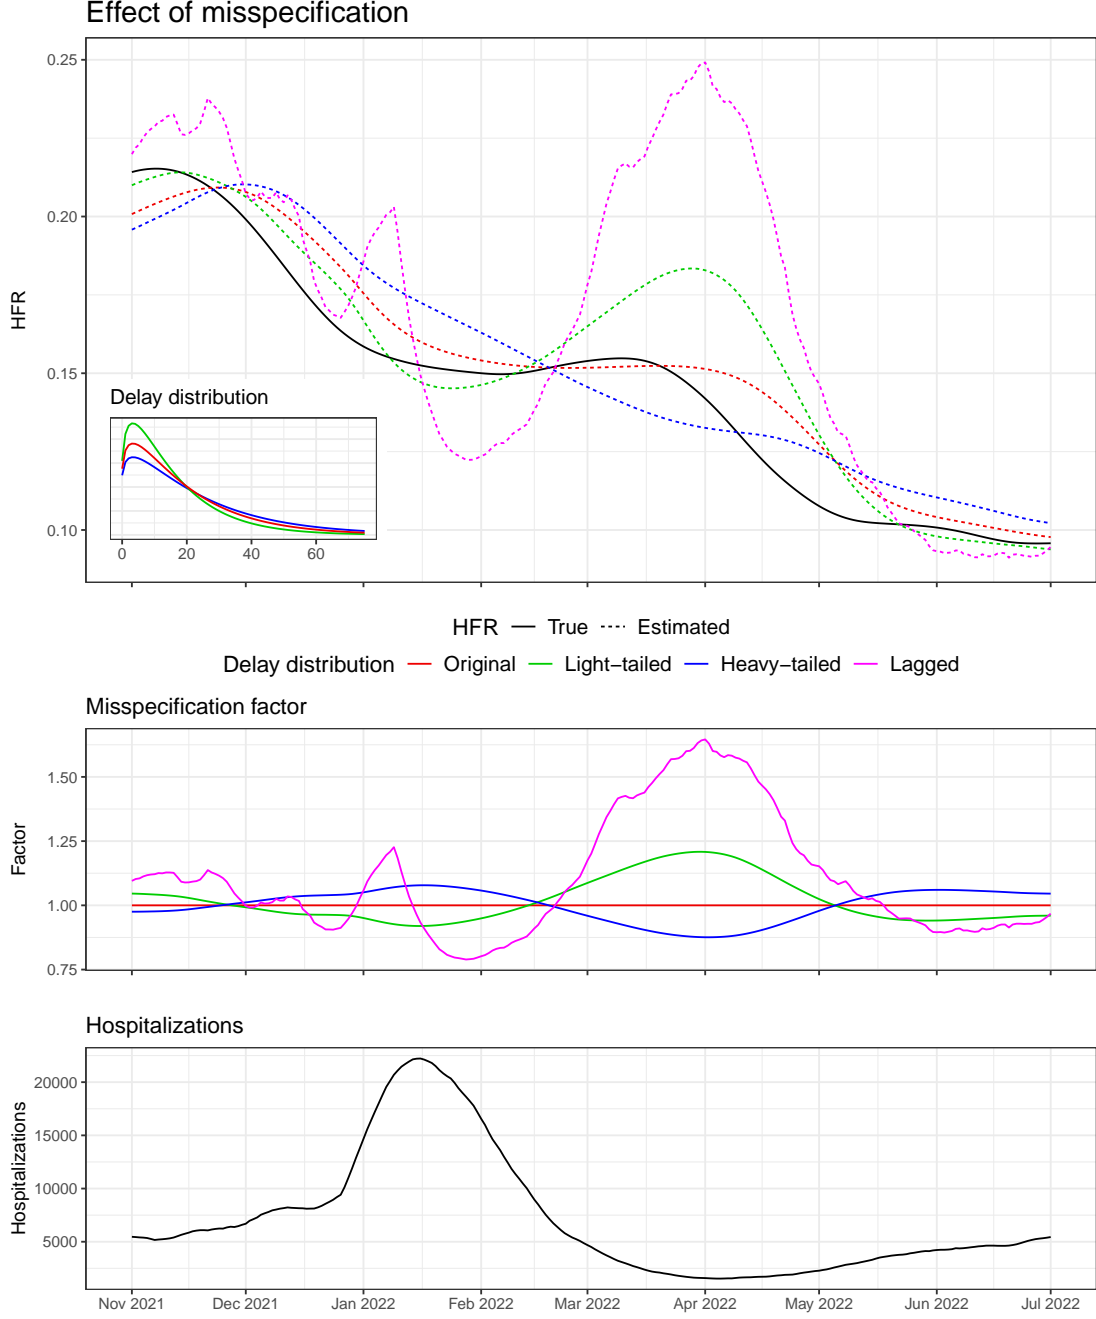 Effect of misspecification
0.25
0.20
0.15
0.10
HFR
Delay distribution
0 20 40 60
HFR True Estimated
Delay distribution Original Light−tailed Heavy−tailed Lagged
Misspecification factor
1.50
1.25
1.00
0.75
Factor
Hospitalizations
20000
15000
10000
5000
Hospitalizations
Nov 2021 Dec 2021 Jan 2022 Feb 2022 Mar 2022 Apr 2022 May 2022 Jun 2022 Jul 2022